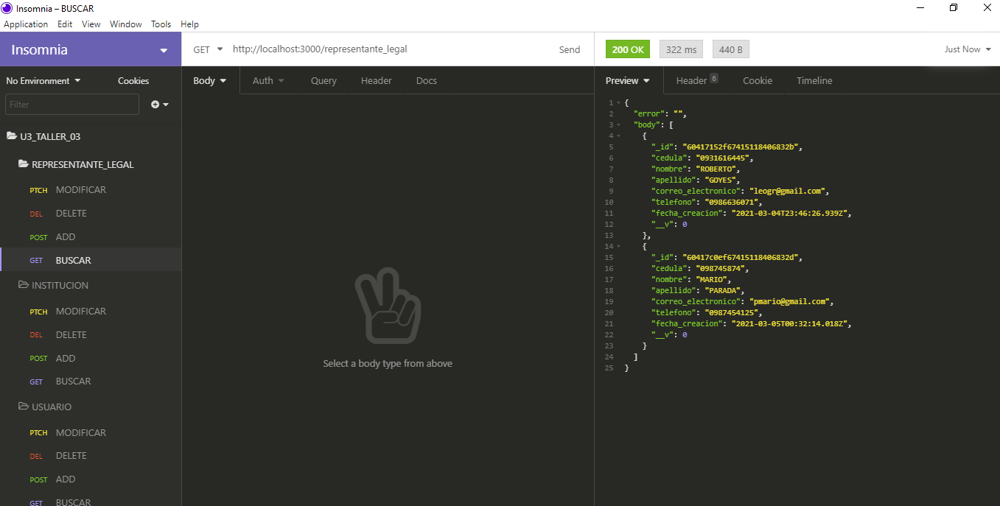 Insomnia – BUSCAR
Application Edit View Window Tools Help
Insomnia
No Environment Cookies
Filter
U3_TALLER_03
REPRESENTANTE_LEGAL
PTCH MODIFICAR
DEL DELETE
POST ADD
GET BUSCAR
INSTITUCION
PTCH MODIFICAR
DEL DELETE
POST ADD
GET BUSCAR
USUARIO
PTCH MODIFICAR
DEL DELETE
POST ADD
GET BUSCAR
GET http://localhost:3000/representante_legal Send
Body Auth Query Header Docs
Select a body type from above
200 OK 322 ms 440 B Just Now
Preview Header 6 Cookie Timeline
1 {
2 "error": "",
3 "body": [
4 {
5 "_id": "60417152f67415118406832b",
6 "cedula": "0931616445",
7 "nombre": "ROBERTO",
8 "apellido": "GOYES",
9 "correo_electronico": "leogr@gmail.com",
10 "telefono": "0986636071",
11 "fecha_creacion": "2021-03-04T23:46:26.939Z",
12 "__v": 0
13 },
14 {
15 "_id": "60417c0ef67415118406832d",
16 "cedula": "098745874",
17 "nombre": "MARIO",
18 "apellido": "PARADA",
19 "correo_electronico": "pmario@gmail.com",
20 "telefono": "0987454125",
21 "fecha_creacion": "2021-03-05T00:32:14.018Z",
22 "__v": 0
23 }
24 ]
25 }